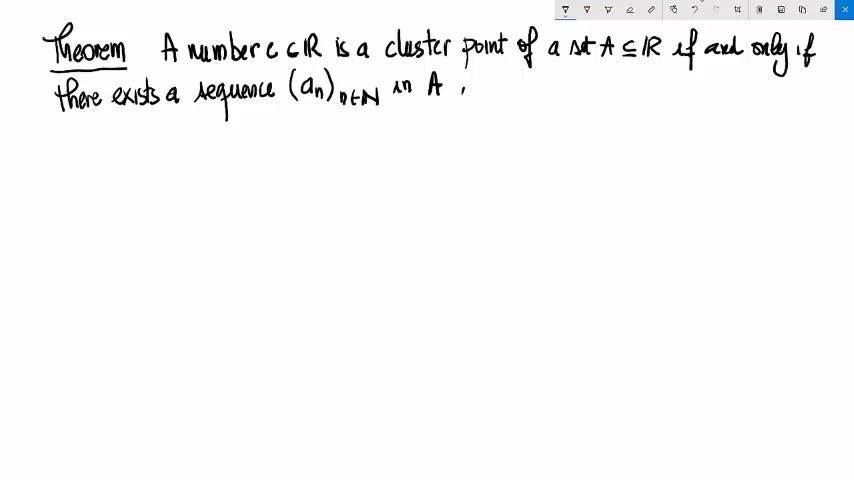 Theorem A number c ∈ ℝ is a cluster point of a set A ⊆ ℝ if and only if
there exists a sequence (aₙ)ₙ∈ℕ in A